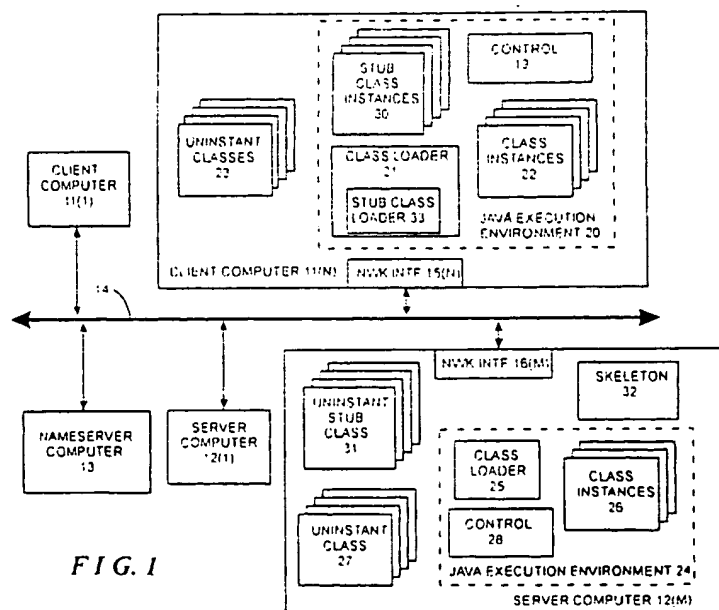 STUB
CLASS
INSTANCES
30
CONTROL
13
UNINSTANT
CLASSES
23
CLASS LOADER
21
STUB CLASS
LOADER 33
CLASS
INSTANCES
22
JAVA EXECUTION
ENVIRONMENT 20
CLIENT
COMPUTER
11(1)
CLIENT COMPUTER 11(N)
NWK INTF 15(N)
14
NWK INTF 16(M)
NAMESERVER
COMPUTER
13
SERVER
COMPUTER
12(1)
UNINSTANT
STUB
CLASS
31
SKELETON
32
UNINSTANT
CLASS
27
CLASS
LOADER
25
CONTROL
28
CLASS
INSTANCES
26
JAVA EXECUTION ENVIRONMENT 24
SERVER COMPUTER 12(M)
FIG. 1